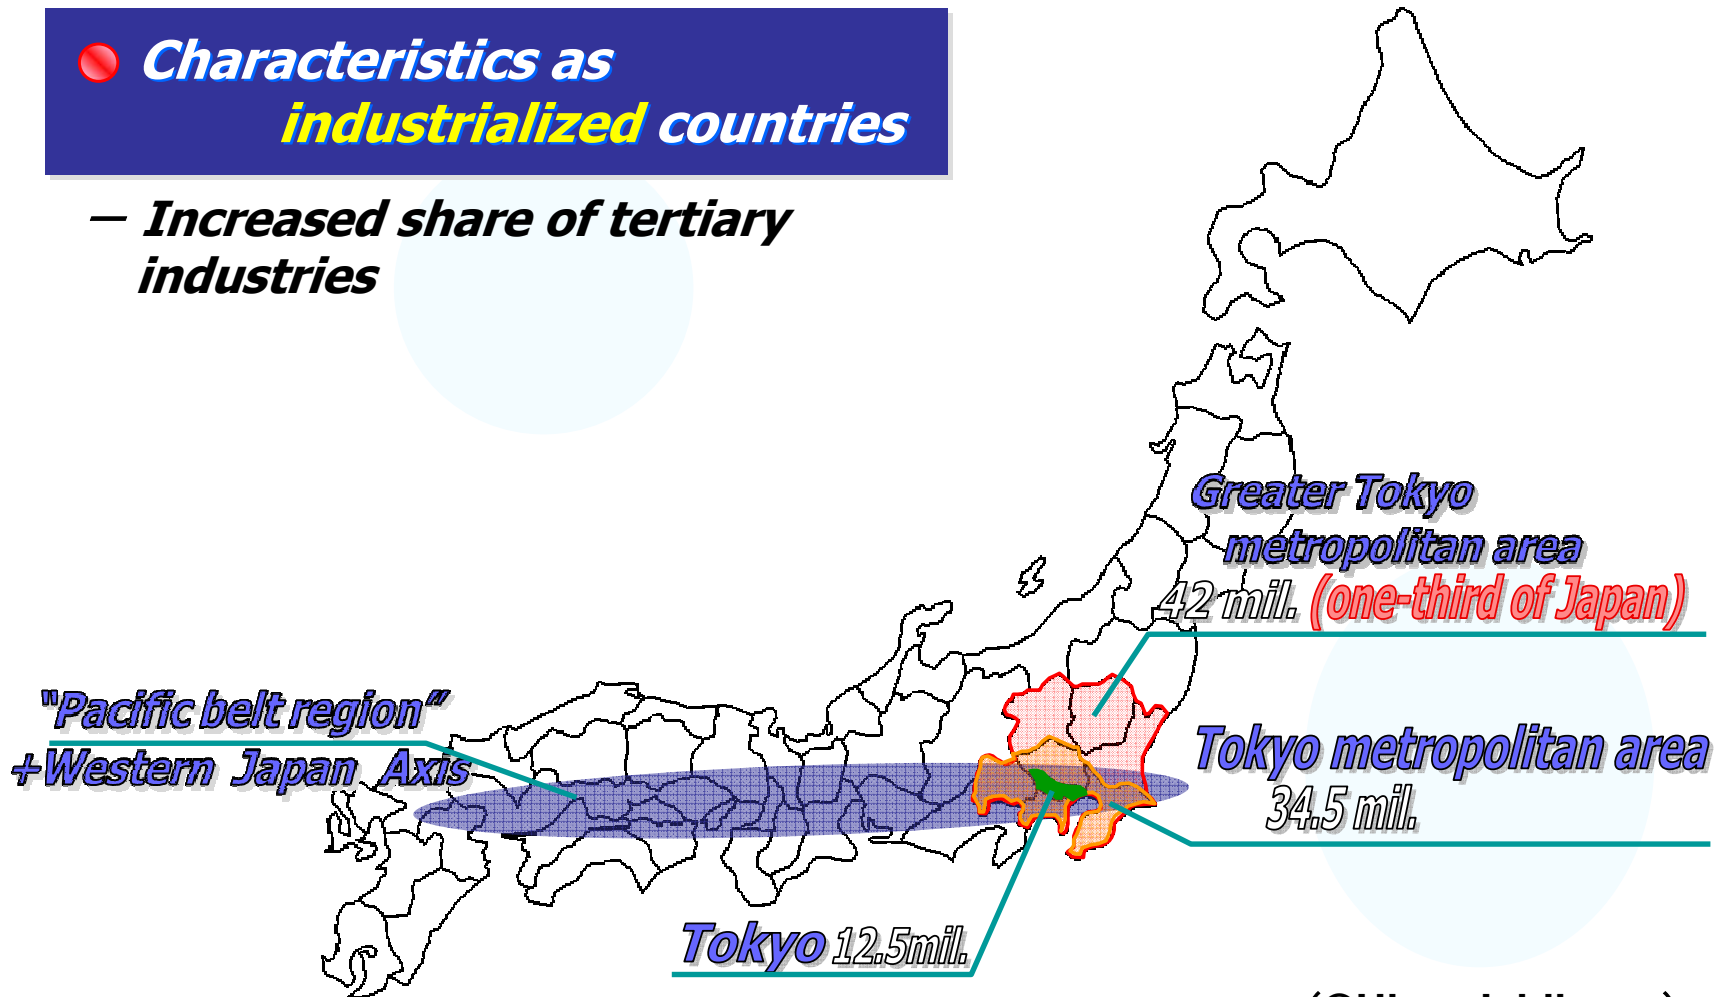 Characteristics as
industrialized countries
— Increased share of tertiary
industries
Greater Tokyo
metropolitan area
42 mil. (one-third of Japan)
“Pacific belt region”
+Western Japan Axis
Tokyo metropolitan area
34.5 mil.
Tokyo 12.5mil.